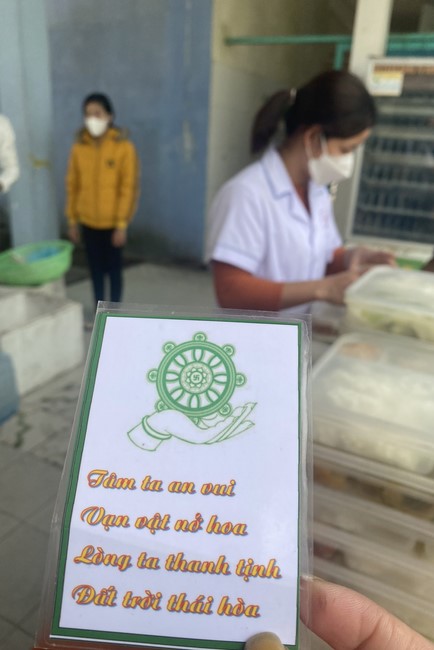 Tâm ta an vui
Vạn vật nở hoa
Lòng ta thanh tịnh
Đất trời thái hòa